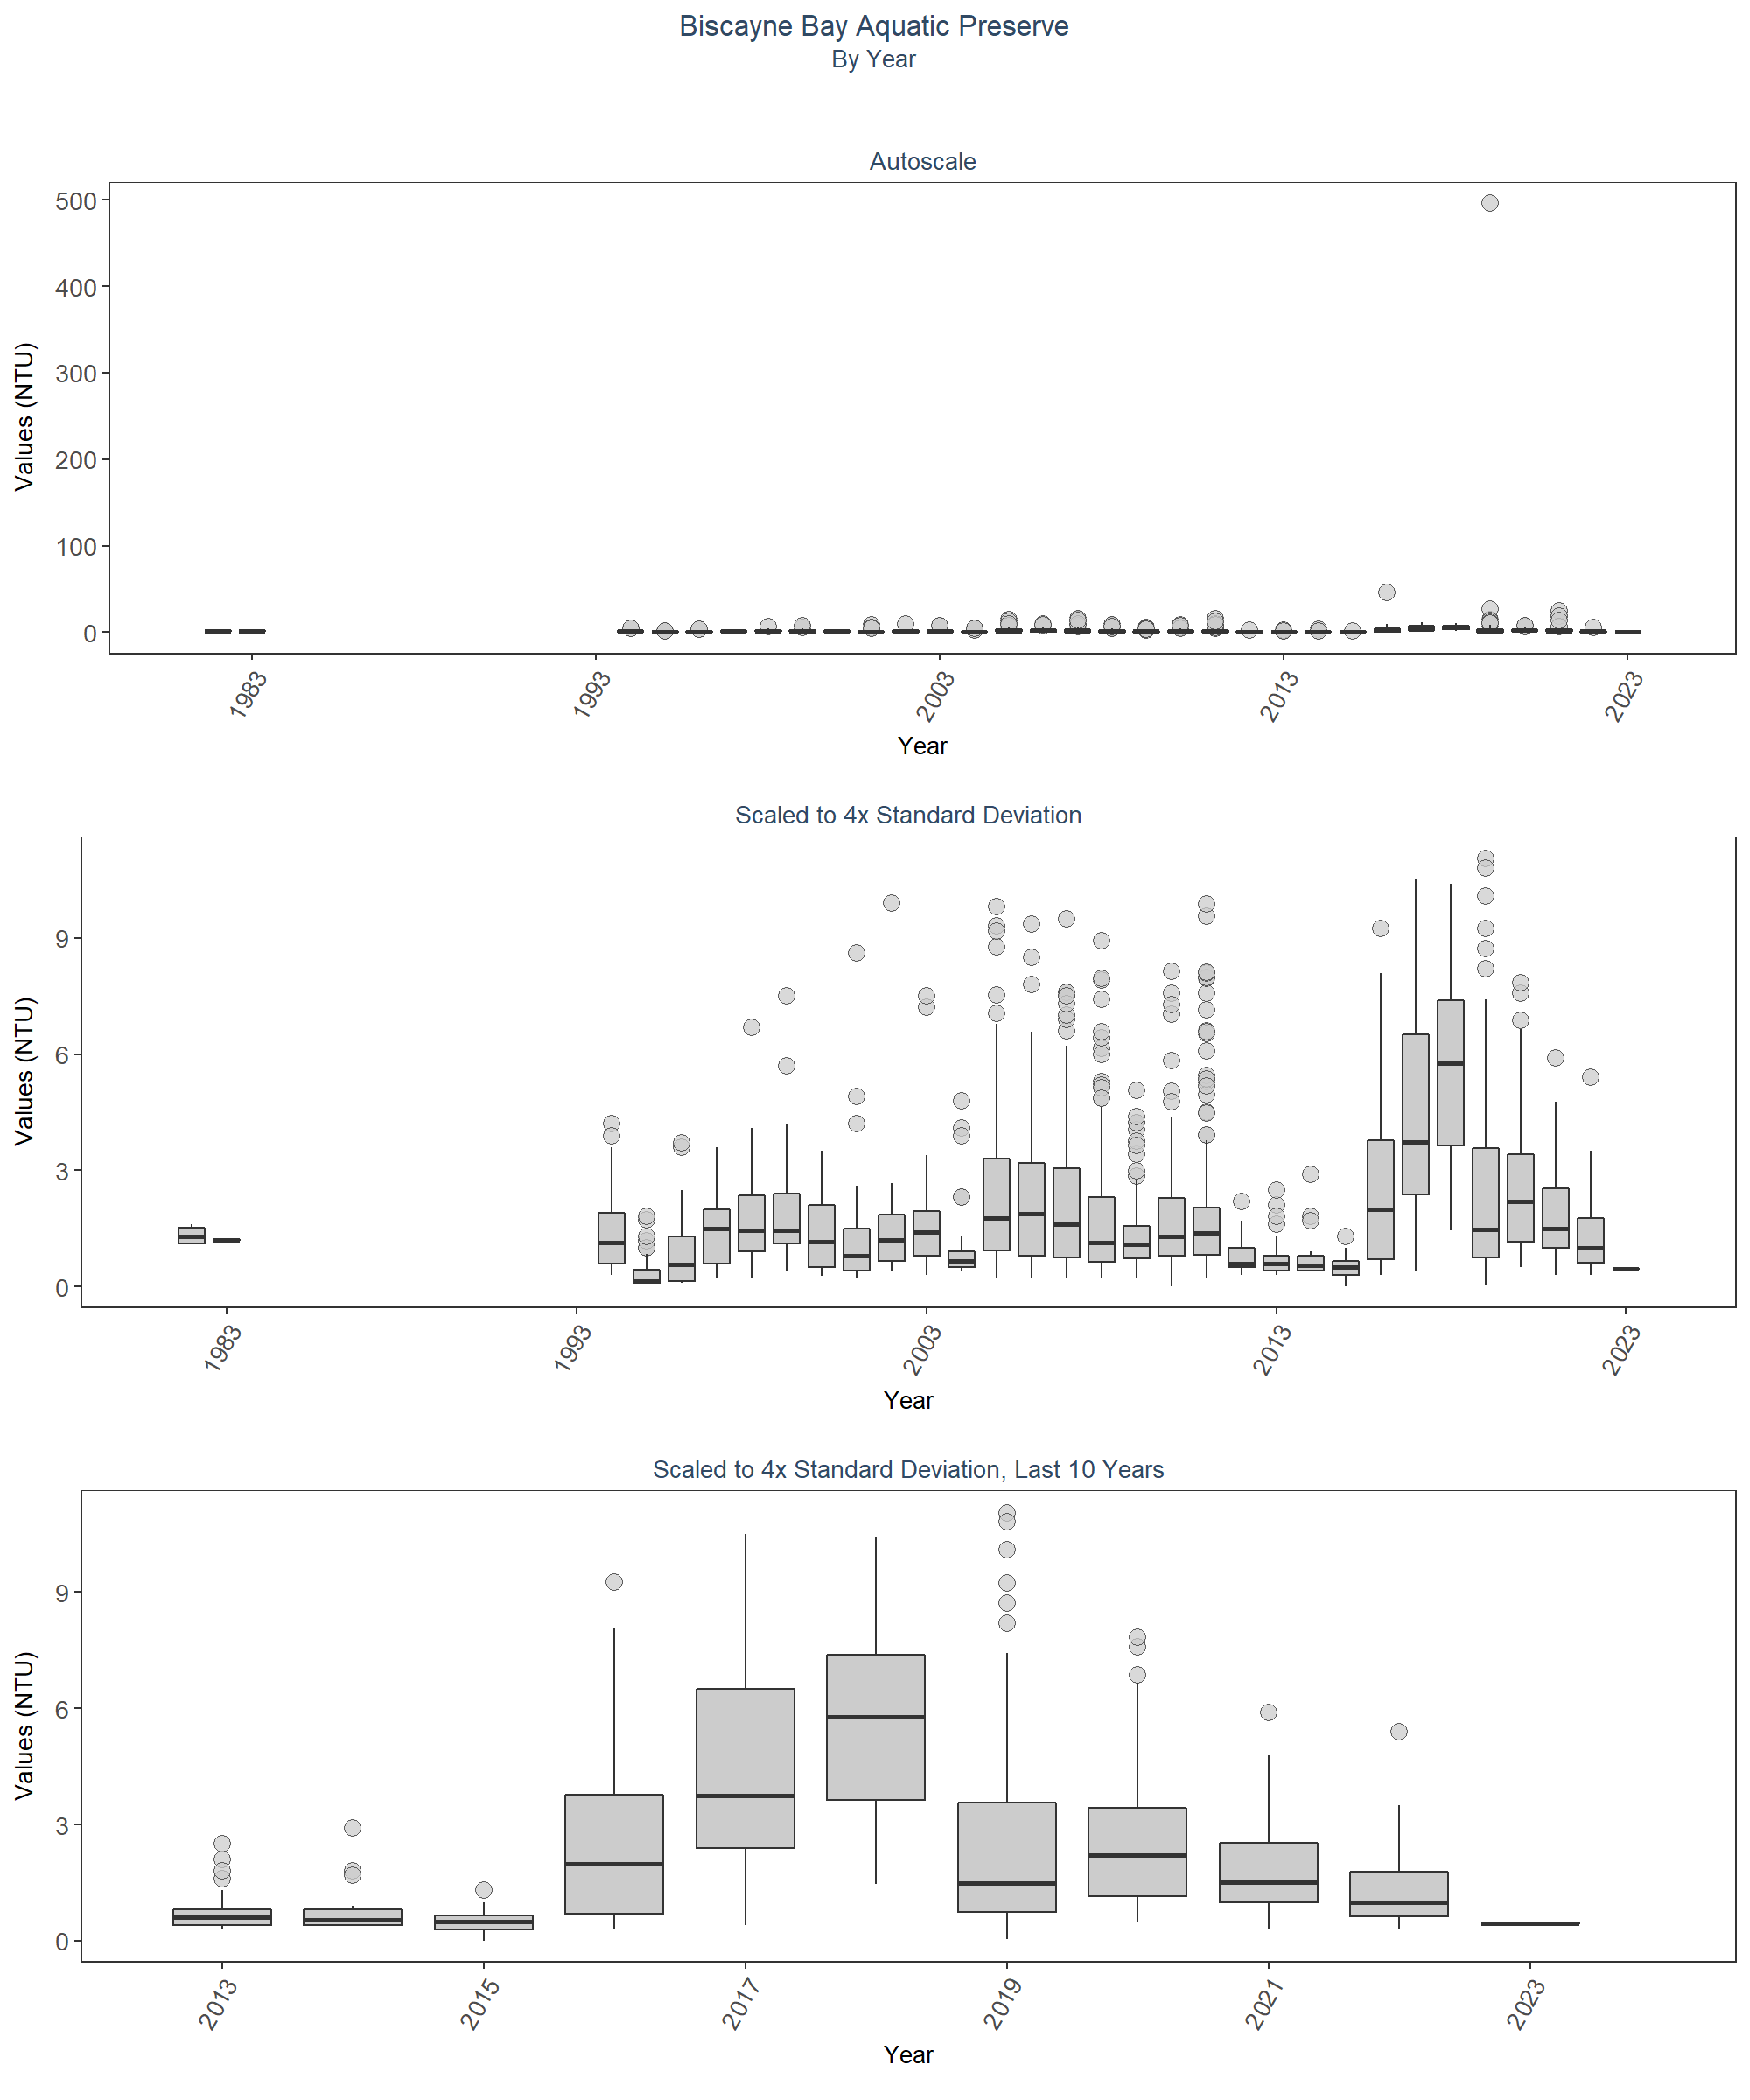 Biscayne Bay Aquatic Preserve
By Year
Autoscale
Values (NTU)
500
400
300
200
100
0
1983
1993
2003
2013
2023
Year
Scaled to 4x Standard Deviation
Values (NTU)
9
6
3
0
1983
1993
2003
2013
2023
Year
Scaled to 4x Standard Deviation, Last 10 Years
Values (NTU)
9
6
3
0
2013
2015
2017
2019
2021
2023
Year